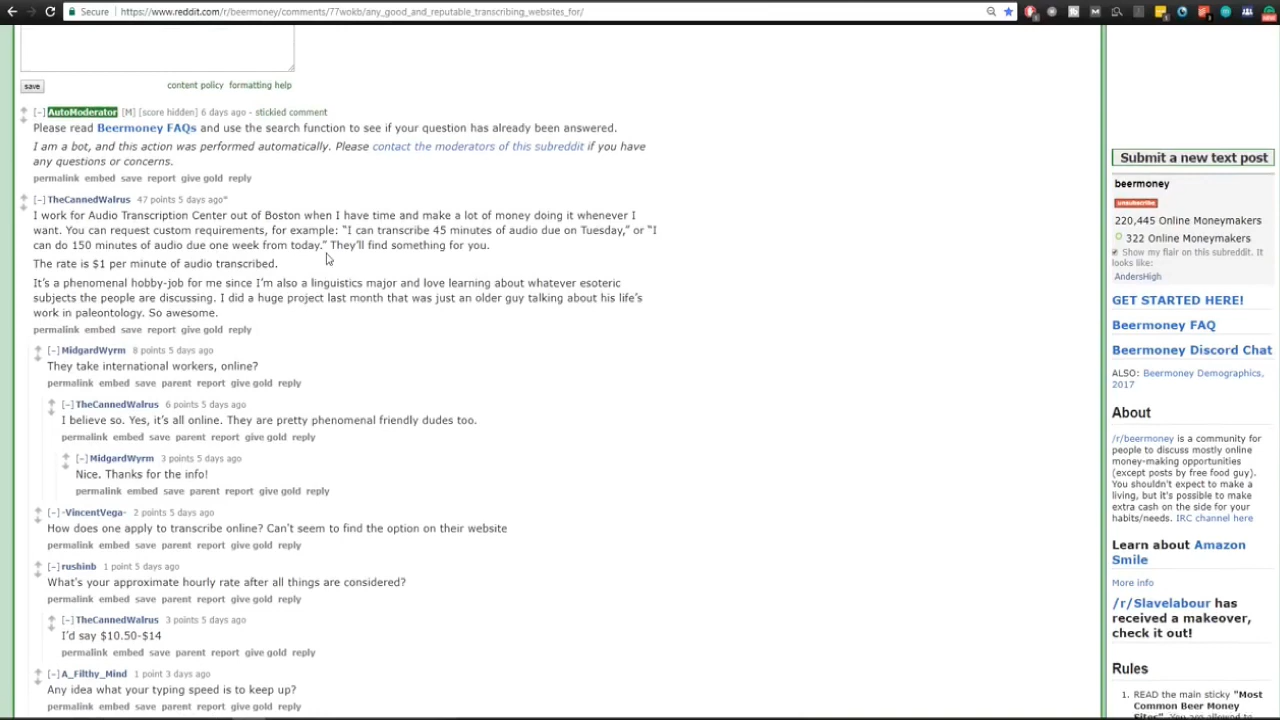 Secure https://www.reddit.com/r/beermoney/comments/77wokb/any_good_and_reputable_transcribing_websites_for/
save
content policy formatting help
[–] AutoModerator [M] [score hidden] 6 days ago - stickied comment
Please read Beermoney FAQs and use the search function to see if your question has already been answered.
I am a bot, and this action was performed automatically. Please contact the moderators of this subreddit if you have
any questions or concerns.
permalink embed save report give gold reply
[–] TheCannedWalrus 47 points 5 days ago*
I work for Audio Transcription Center out of Boston when I have time and make a lot of money doing it whenever I
want. You can request custom requirements, for example: “I can transcribe 45 minutes of audio due on Tuesday,” or “I
can do 150 minutes of audio due one week from today.” They’ll find something for you.
The rate is $1 per minute of audio transcribed.
It’s a phenomenal hobby-job for me since I’m also a linguistics major and love learning about whatever esoteric
subjects the people are discussing. I did a huge project last month that was just an older guy talking about his life’s
work in paleontology. So awesome.
permalink embed save report give gold reply
[–] MidgardWyrm 8 points 5 days ago
They take international workers, online?
permalink embed save parent report give gold reply
[–] TheCannedWalrus 6 points 5 days ago
I believe so. Yes, it’s all online. They are pretty phenomenal friendly dudes too.
permalink embed save parent report give gold reply
[–] MidgardWyrm 3 points 5 days ago
Nice. Thanks for the info!
permalink embed save parent report give gold reply
[–] -VincentVega- 2 points 5 days ago
How does one apply to transcribe online? Can’t seem to find the option on their website
permalink embed save parent report give gold reply
[–] rushinb 1 point 5 days ago
What’s your approximate hourly rate after all things are considered?
permalink embed save parent report give gold reply
[–] TheCannedWalrus 3 points 5 days ago
I’d say $10.50-$14
permalink embed save parent report give gold reply
[–] A_Filthy_Mind 1 point 3 days ago
Any idea what your typing speed is to keep up?
permalink embed save parent report give gold reply
Submit a new text post
beermoney
unsubscribe
220,445 Online Moneymakers
322 Online Moneymakers
Show my flair on this subreddit. It
looks like:
AndersHigh
GET STARTED HERE!
Beermoney FAQ
Beermoney Discord Chat
ALSO: Beermoney Demographics,
2017
About
/r/beermoney is a community for
people to discuss mostly online
money-making opportunities
(except posts by free food guy).
You shouldn't expect to make a
living, but it's possible to make
extra cash on the side for your
habits/needs. IRC channel here
Learn about Amazon
Smile
More info
/r/Slavelabour has
received a makeover,
check it out!
Rules
1. READ the main sticky "Most
Common Beer Money